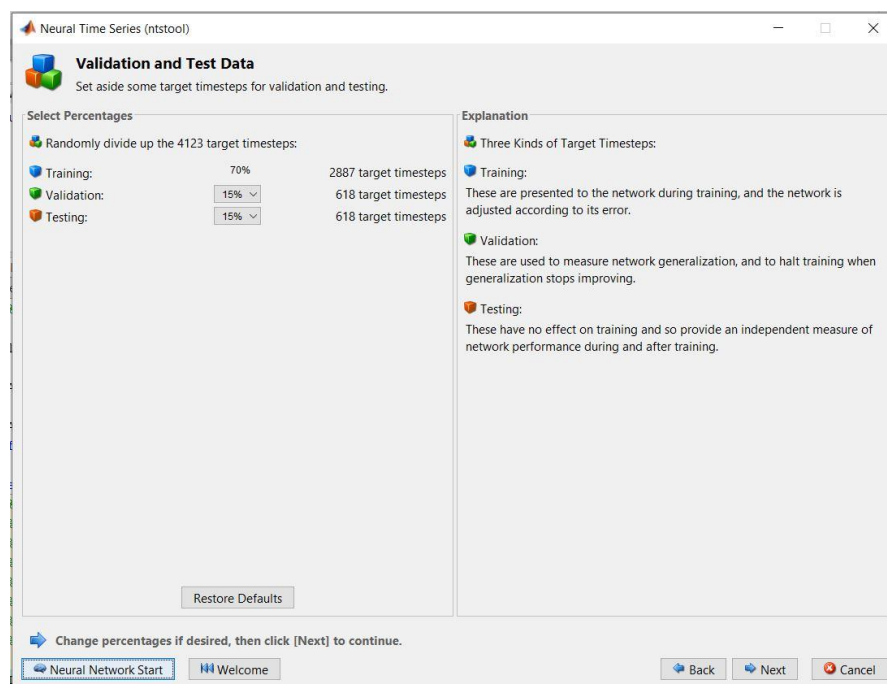 Neural Time Series (ntstool)
Validation and Test Data
Set aside some target timesteps for validation and testing.
Select Percentages
Randomly divide up the 4123 target timesteps:
Training: 70% 2887 target timesteps
Validation: 15% 618 target timesteps
Testing: 15% 618 target timesteps
Restore Defaults
Explanation
Three Kinds of Target Timesteps:
Training:
These are presented to the network during training, and the network is
adjusted according to its error.
Validation:
These are used to measure network generalization, and to halt training when
generalization stops improving.
Testing:
These have no effect on training and so provide an independent measure of
network performance during and after training.
Change percentages if desired, then click [Next] to continue.
Neural Network Start Welcome Back Next Cancel